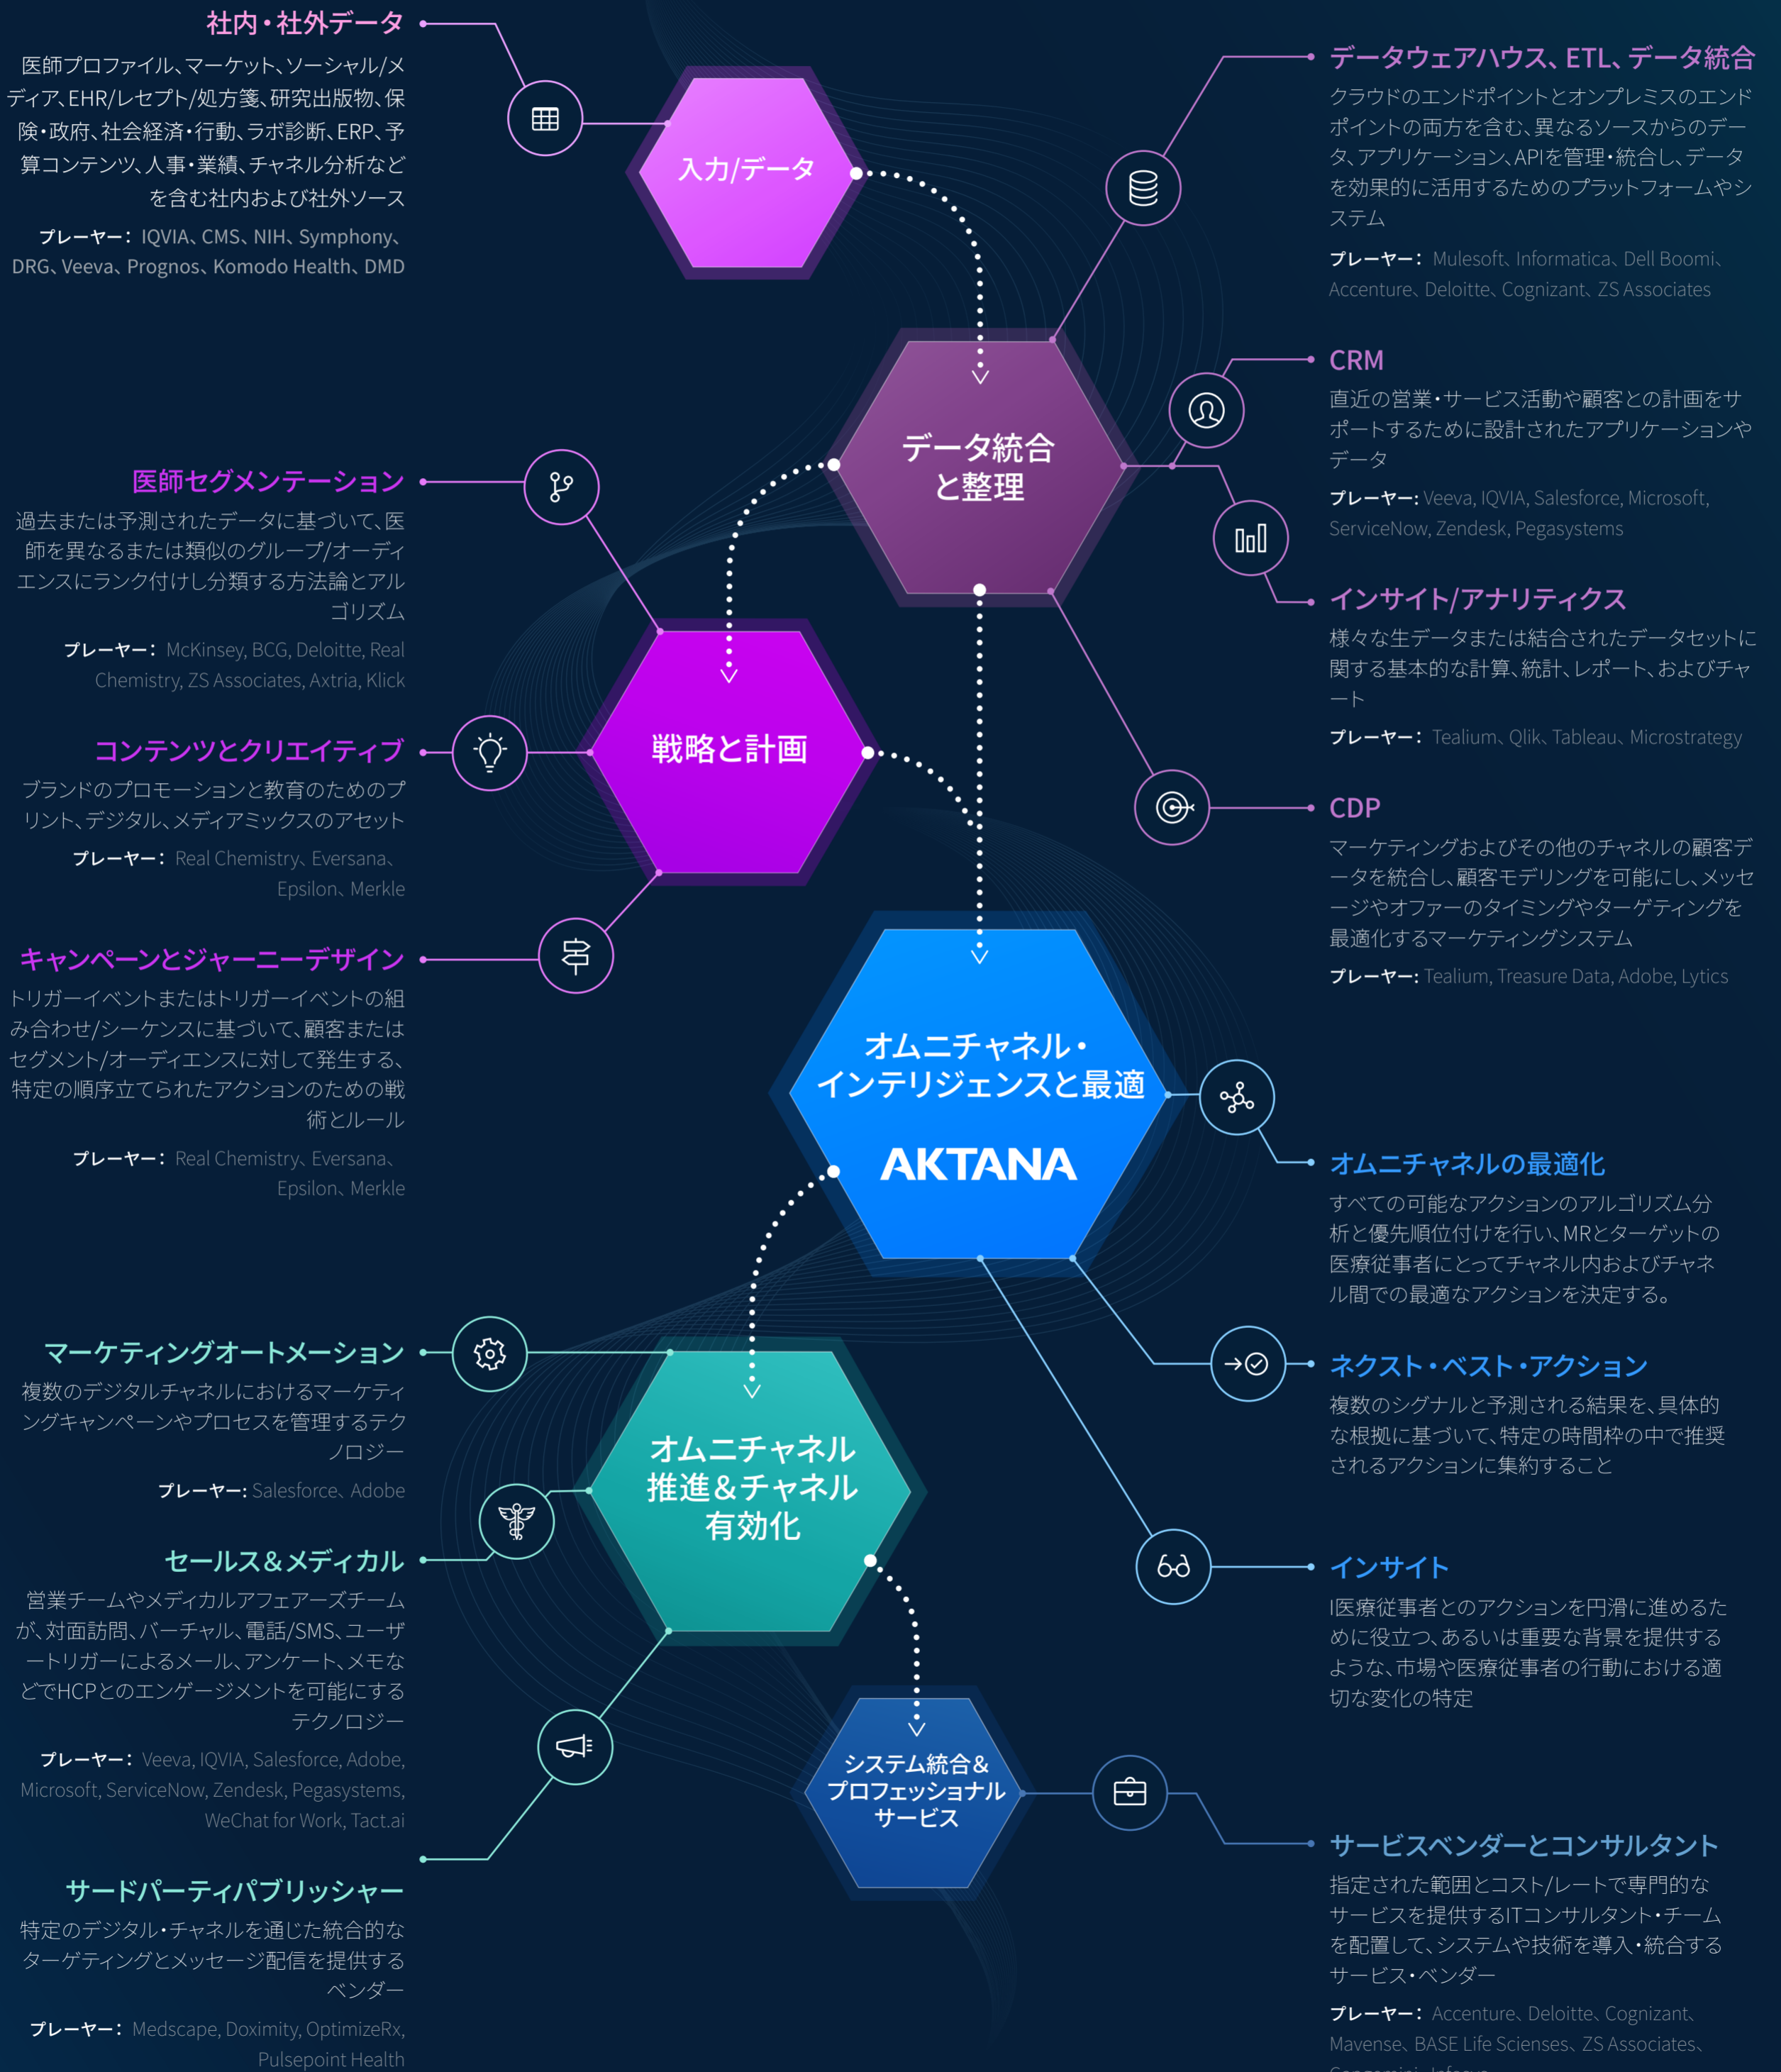 社内・社外データ
医師プロファイル、マーケット、ソーシャル/メ
ディア、EHR/レセプト/処方箋、研究出版物、保
険・政府、社会経済・行動、ラボ診断、ERP、予
算コンテンツ、人事・業績、チャネル分析など
を含む社内および社外ソース
プレーヤー： IQVIA、CMS、NIH、Symphony、
DRG、Veeva、Prognos、Komodo Health、DMD
入力/データ
データウェアハウス、ETL、データ統合
クラウドのエンドポイントとオンプレミスのエンド
ポイントの両方を含む、異なるソースからのデー
タ、アプリケーション、APIを管理・統合し、データ
を効果的に活用するためのプラットフォームやシ
ステム
プレーヤー： Mulesoft、Informatica、Dell Boomi、
Accenture、Deloitte、Cognizant、ZS Associates
データ統合
と整理
CRM
直近の営業・サービス活動や顧客との計画をサ
ポートするために設計されたアプリケーションや
データ
プレーヤー: Veeva, IQVIA, Salesforce, Microsoft,
ServiceNow, Zendesk, Pegasystems
インサイト/アナリティクス
様々な生データまたは結合されたデータセットに
関する基本的な計算、統計、レポート、およびチャ
ート
プレーヤー： Tealium、Qlik、Tableau、Microstrategy
CDP
マーケティングおよびその他のチャネルの顧客デ
ータを統合し、顧客モデリングを可能にし、メッセ
ージやオファーのタイミングやターゲティングを
最適化するマーケティングシステム
プレーヤー: Tealium, Treasure Data, Adobe, Lytics
医師セグメンテーション
過去または予測されたデータに基づいて、医
師を異なるまたは類似のグループ/オーディ
エンスにランク付けし分類する方法論とアル
ゴリズム
プレーヤー： McKinsey, BCG, Deloitte, Real
Chemistry, ZS Associates, Axtria, Klick
戦略と計画
コンテンツとクリエイティブ
ブランドのプロモーションと教育のためのプ
リント、デジタル、メディアミックスのアセット
プレーヤー： Real Chemistry、Eversana、
Epsilon、Merkle
キャンペーンとジャーニーデザイン
トリガーイベントまたはトリガーイベントの組
み合わせ/シーケンスに基づいて、顧客または
セグメント/オーディエンスに対して発生する、
特定の順序立てられたアクションのための戦
術とルール
プレーヤー： Real Chemistry、Eversana、
Epsilon、Merkle
オムニチャネル・
インテリジェンスと最適
AKTANA
オムニチャネルの最適化
すべての可能なアクションのアルゴリズム分
析と優先順位付けを行い、MRとターゲットの
医療従事者にとってチャネル内およびチャネ
ル間での最適なアクションを決定する。
ネクスト・ベスト・アクション
複数のシグナルと予測される結果を、具体的
な根拠に基づいて、特定の時間枠の中で推奨
されるアクションに集約すること
インサイト
I医療従事者とのアクションを円滑に進めるた
めに役立つ、あるいは重要な背景を提供する
ような、市場や医療従事者の行動における適
切な変化の特定
マーケティングオートメーション
複数のデジタルチャネルにおけるマーケティ
ングキャンペーンやプロセスを管理するテク
ノロジー
プレーヤー: Salesforce、Adobe
オムニチャネル
推進＆チャネル
有効化
セールス＆メディカル
営業チームやメディカルアフェアーズチーム
が、対面訪問、バーチャル、電話/SMS、ユーザ
ートリガーによるメール、アンケート、メモな
どでHCPとのエンゲージメントを可能にする
テクノロジー
プレーヤー： Veeva, IQVIA, Salesforce, Adobe,
Microsoft, ServiceNow, Zendesk, Pegasystems,
WeChat for Work, Tact.ai
サードパーティパブリッシャー
特定のデジタル・チャネルを通じた統合的な
ターゲティングとメッセージ配信を提供する
ベンダー
プレーヤー： Medscape, Doximity, OptimizeRx,
Pulsepoint Health
システム統合＆
プロフェッショナル
サービス
サービスベンダーとコンサルタント
指定された範囲とコスト/レートで専門的な
サービスを提供するITコンサルタント・チーム
を配置して、システムや技術を導入・統合する
サービス・ベンダー
プレーヤー： Accenture、Deloitte、Cognizant、
Mavense、BASE Life Scienses、ZS Associates、